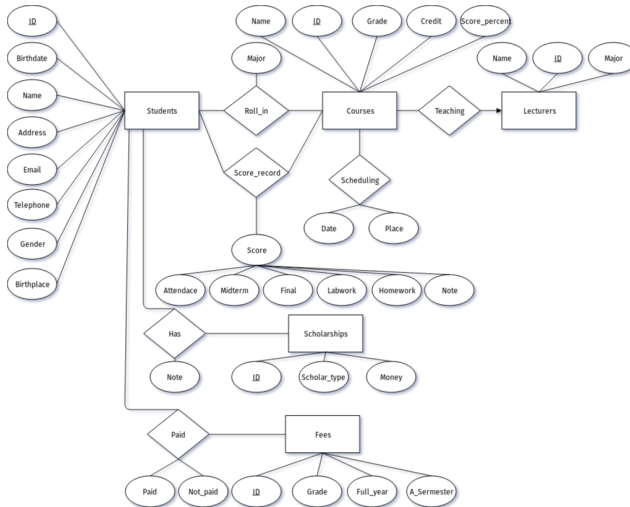 ID
Name
ID
Grade
Credit
Score_percent
Birthdate
Major
Name
ID
Major
Name
Students
Roll_in
Courses
Teaching
Lecturers
Address
Email
Score_record
Scheduling
Telephone
Date
Place
Gender
Score
Birthplace
Attendace
Midterm
Final
Labwork
Homework
Note
Has
Scholarships
Note
ID
Scholar_type
Money
Paid
Fees
Paid
Not_paid
ID
Grade
Full_year
A_Sermester